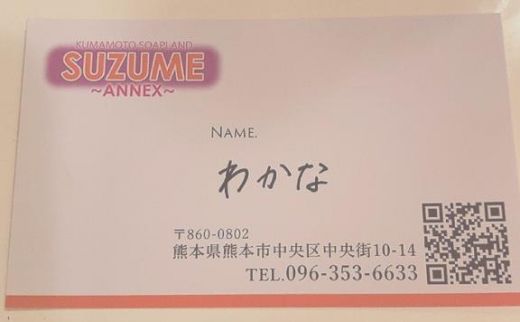 KUMAMOTO SOAPLAND
SUZUME
~ANNEX~
NAME.
わかな
〒860-0802
熊本県熊本市中央区中央街10-14
TEL.096-353-6633